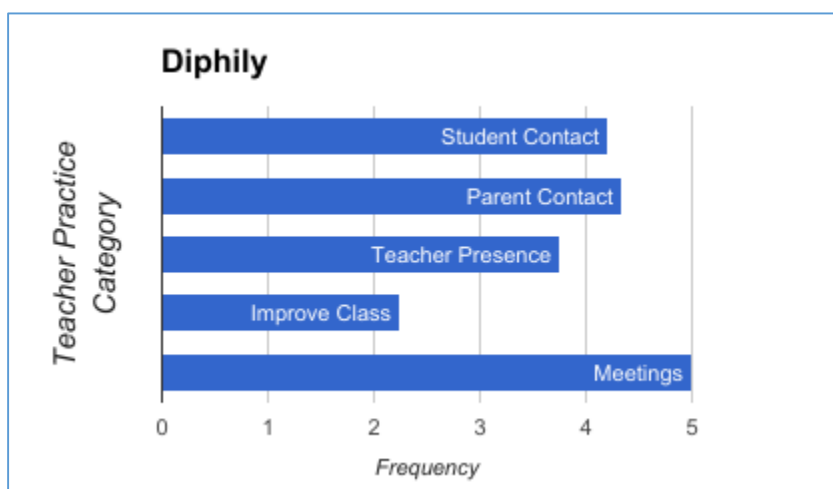 Diphily
Teacher Practice
Category
Student Contact
Parent Contact
Teacher Presence
Improve Class
Meetings
0 1 2 3 4 5
Frequency